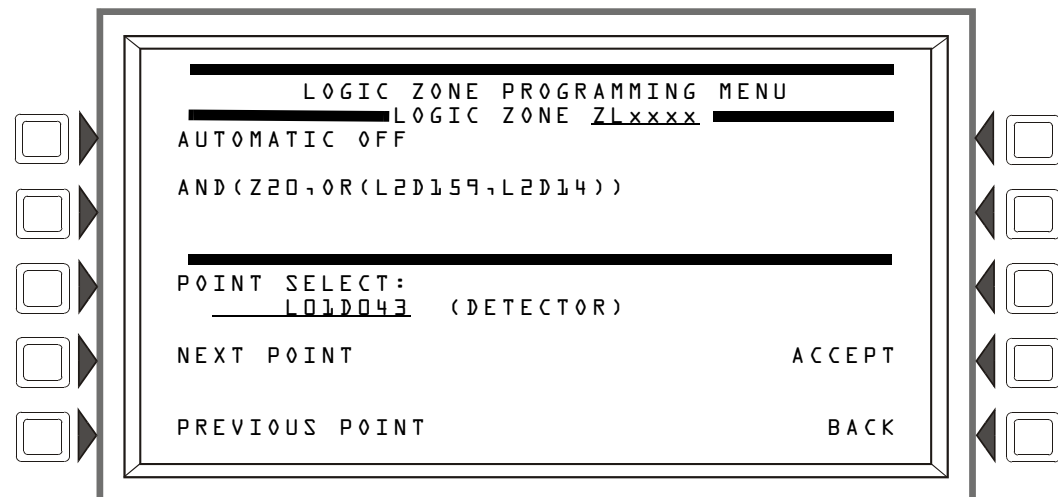 LOGIC ZONE PROGRAMMING MENU
LOGIC ZONE ZLxxxx
AUTOMATIC OFF
AND(Z20,OR(L2D159,L2D14))
POINT SELECT:
L01D043 (DETECTOR)
NEXT POINT ACCEPT
PREVIOUS POINT BACK